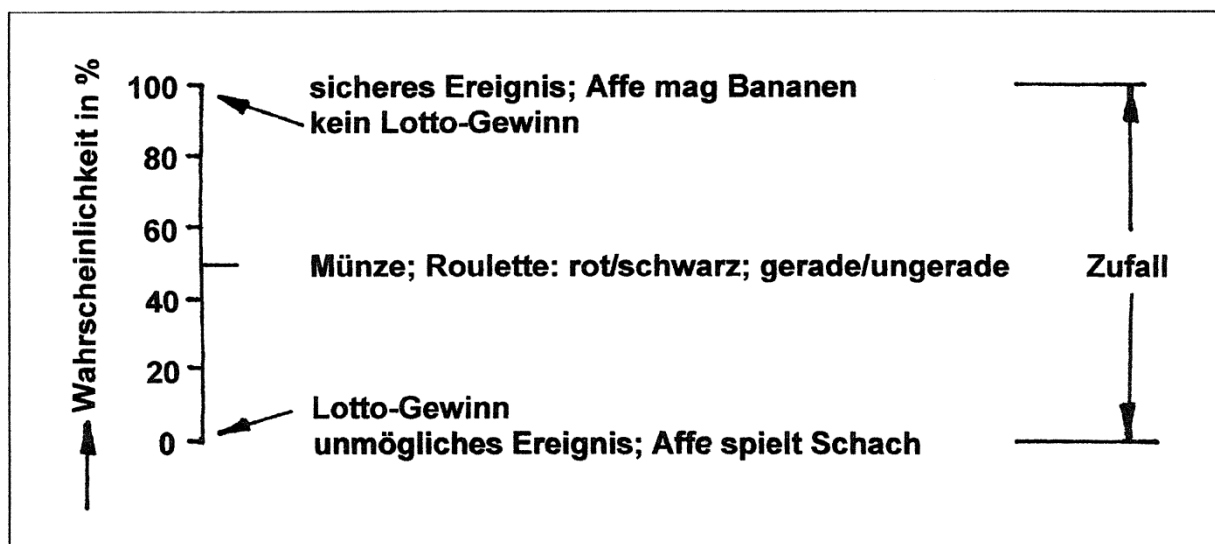 Wahrscheinlichkeit in %
100
sicheres Ereignis; Affe mag Bananen
kein Lotto-Gewinn
80
60
Münze; Roulette: rot/schwarz; gerade/ungerade
Zufall
40
20
Lotto-Gewinn
0
unmögliches Ereignis; Affe spielt Schach